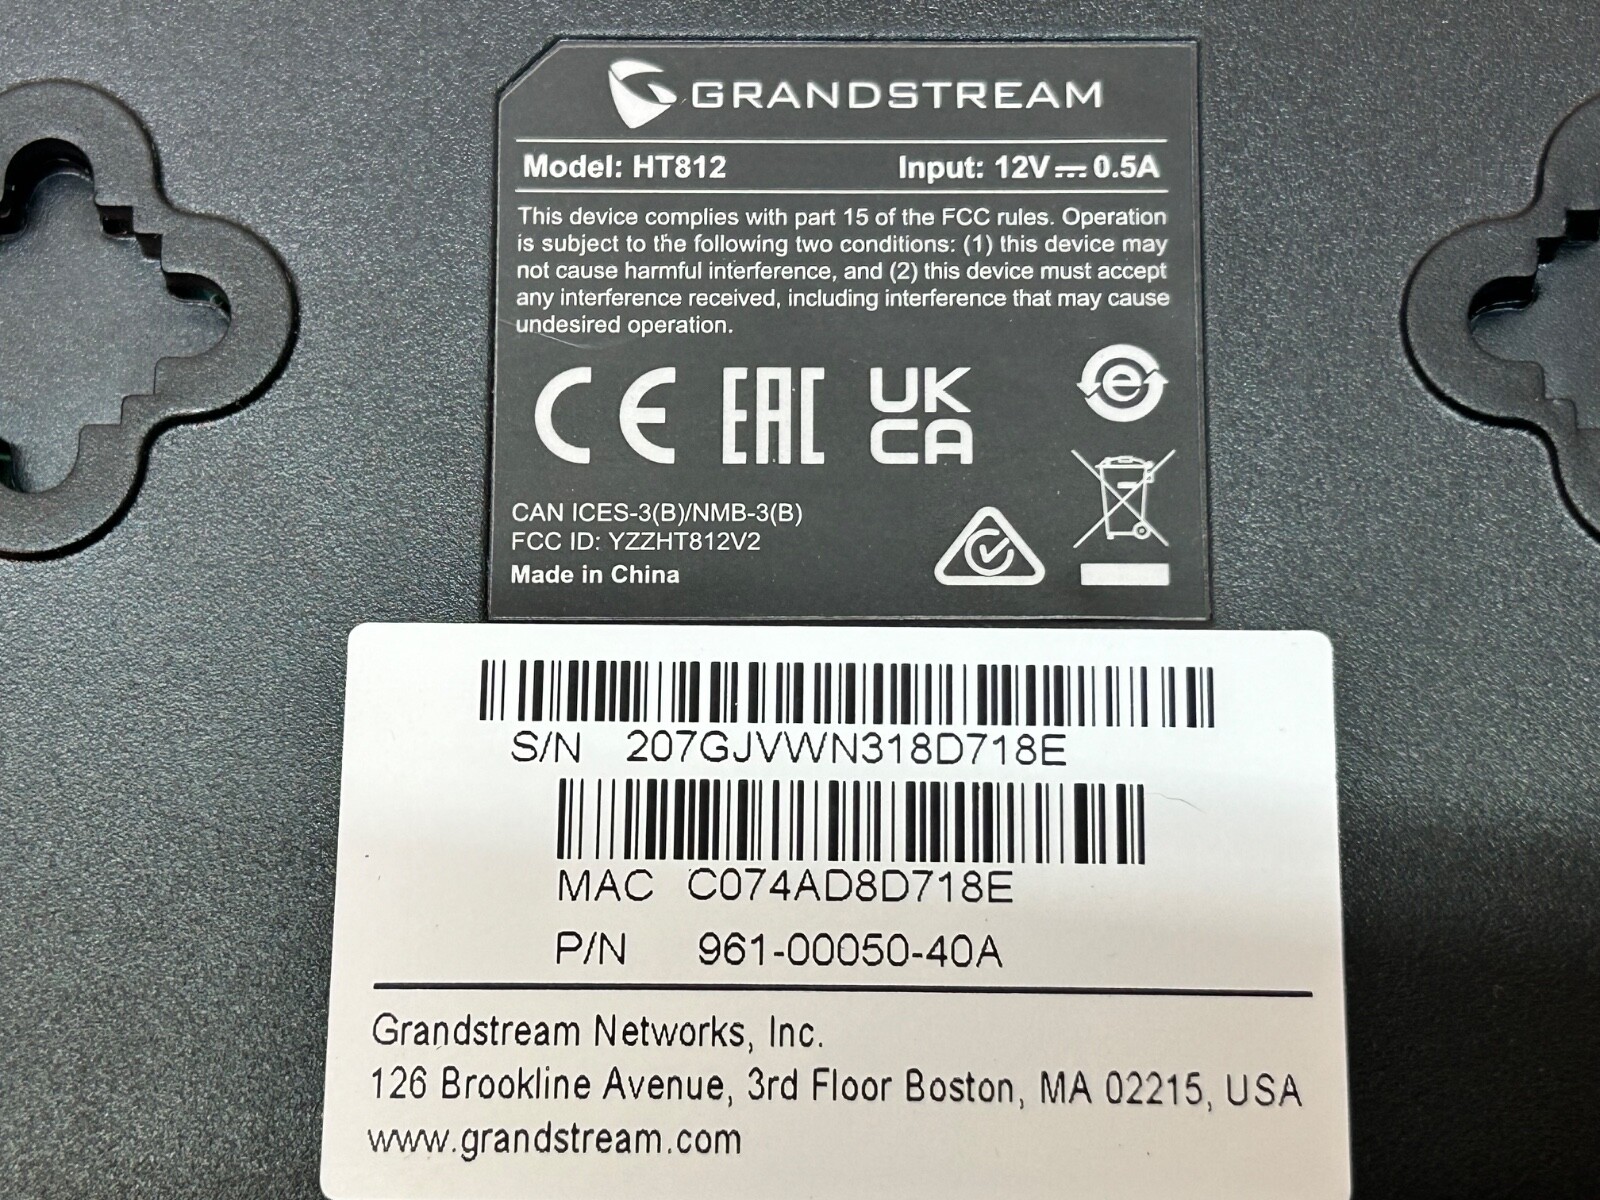 GRANDSTREAM
Model: HT812 Input: 12V⎓0.5A
This device complies with part 15 of the FCC rules. Operation
is subject to the following two conditions: (1) this device may
not cause harmful interference, and (2) this device must accept
any interference received, including interference that may cause
undesired operation.
CE EAC UK
CA
e
CAN ICES-3(B)/NMB-3(B)
FCC ID: YZZHT812V2
Made in China
S/N 207GJVWN318D718E
MAC C074AD8D718E
P/N 961-00050-40A
Grandstream Networks, Inc.
126 Brookline Avenue, 3rd Floor Boston, MA 02215, USA
www.grandstream.com